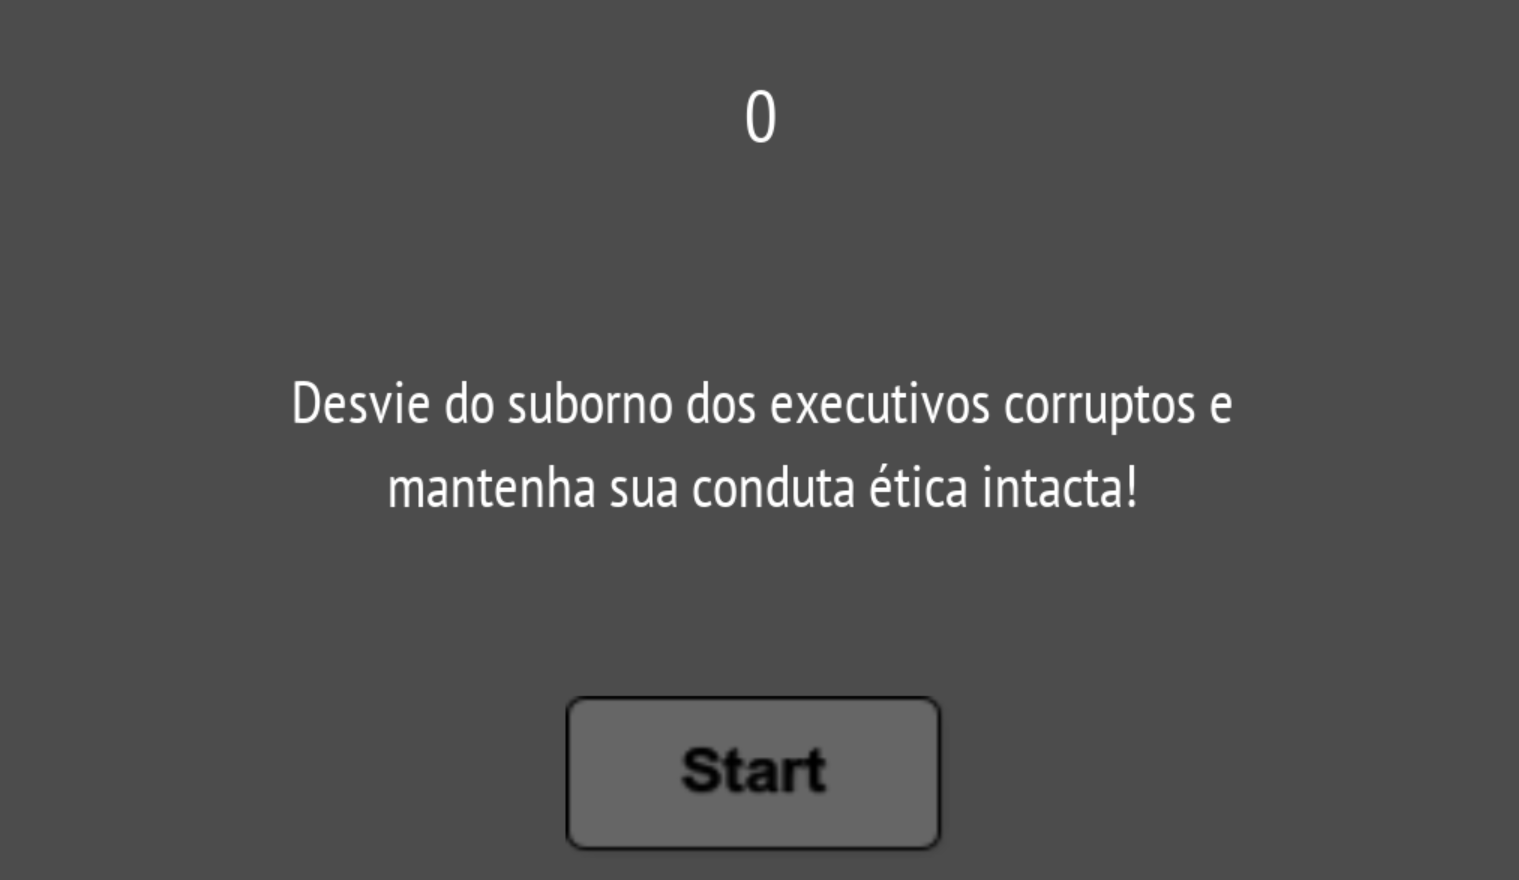 0
Desvie do suborno dos executivos corruptos e
mantenha sua conduta ética intacta!
Start